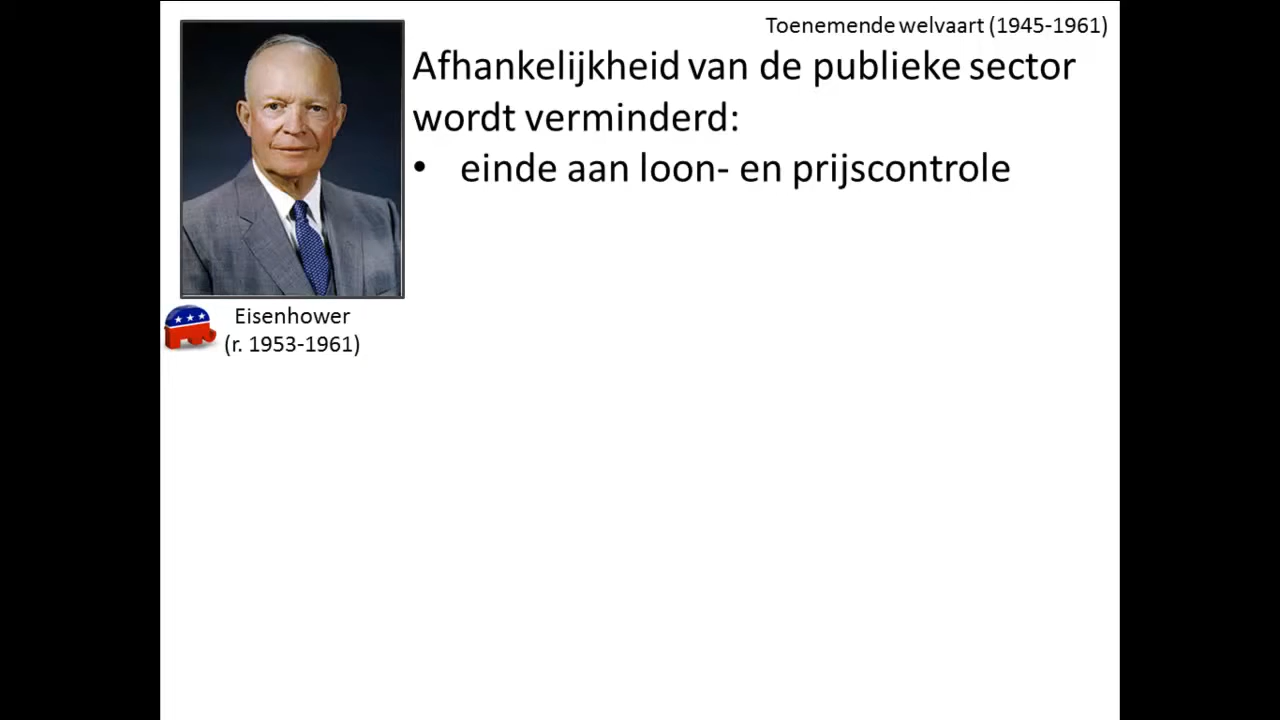 Toenemende welvaart (1945-1961)
Afhankelijkheid van de publieke sector
wordt verminderd:
• einde aan loon- en prijscontrole
Eisenhower
(r. 1953-1961)